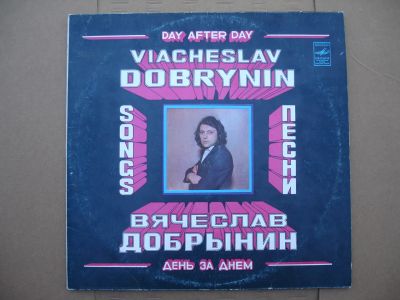 DAY AFTER DAY
VIACHESLAV
DOBRYNIN
SONGS
ПЕСНИ
ВЯЧЕСЛАВ
ДОБРЫНИН
ДЕНЬ ЗА ДНЕМ